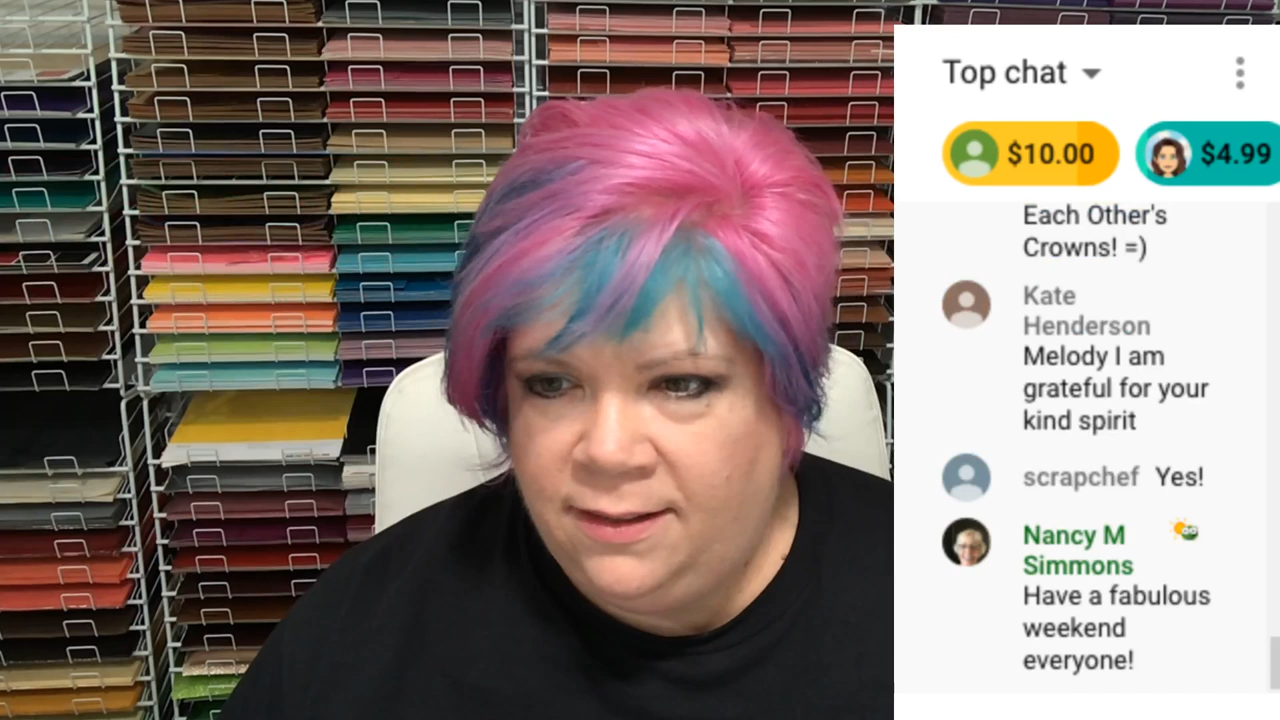 Top chat
$10.00 $4.99
Each Other's
Crowns! =)
Kate
Henderson
Melody I am
grateful for your
kind spirit
scrapchef Yes!
Nancy M
Simmons
Have a fabulous
weekend
everyone!